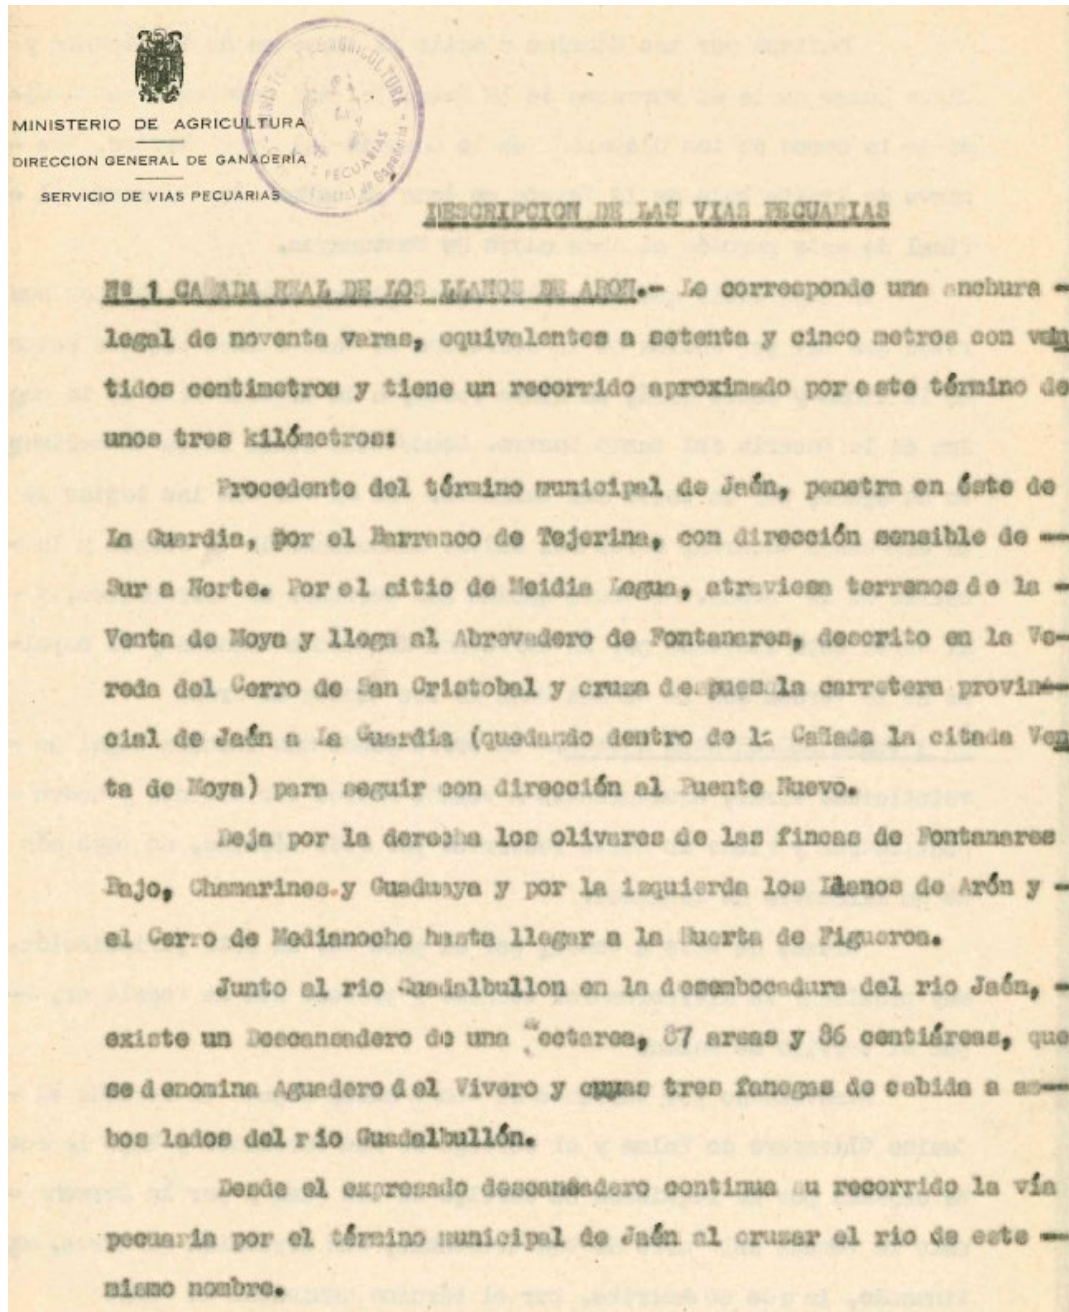 MINISTERIO DE AGRICULTURA
DIRECCION GENERAL DE GANADERÍA
SERVICIO DE VIAS PECUARIAS
DESCRIPCION DE LAS VIAS PECUARIAS
Nº 1 CAÑADA REAL DE LOS LLANOS DE ARON.- Le corresponde una anchura -
legal de noventa varas, equivalentes a setenta y cinco metros con vein
tidos centimetros y tiene un recorrido aproximado por este término de
unos tres kilómetros:
Procedente del término municipal de Jaén, penetra en éste de
La Guardia, por el Barranco de Tejerina, con dirección sensible de --
Sur a Norte. Por el sitio de Meidia Legua, atraviesa terrenos de la -
Venta de Moya y llega al Abrevadero de Fontanares, descrito en la Ve-
reda del Cerro de San Cristobal y cruza despues la carretera provin--
cial de Jaén a La Guardia (quedando dentro de la Cañada la citada Ven
ta de Moya) para seguir con dirección al Puente Nuevo.
Deja por la derecha los olivares de las fincas de Fontanares
Bajo, Chamarines y Guaduaya y por la izquierda los Llanos de Arón y -
el Cerro de Medianoche hasta llegar a la Huerta de Figueroa.
Junto al rio Guadalbullon en la desembocadura del rio Jaén, -
existe un Descansadero de una Hectarea, 87 areas y 86 centiáreas, que
se denomina Aguadero del Vivero y cuyas tres fanegas de cabida a am--
bos lados del rio Guadalbullón.
Desde el expresado descansadero continua su recorrido la vía
pecuaria por el término municipal de Jaén al cruzar el rio de este --
mismo nombre.